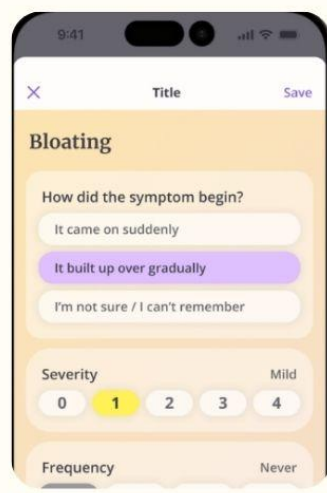 9:41
Title Save
Bloating
How did the symptom begin?
It came on suddenly
It built up over gradually
I'm not sure / I can't remember
Severity Mild
0 1 2 3 4
Frequency Never